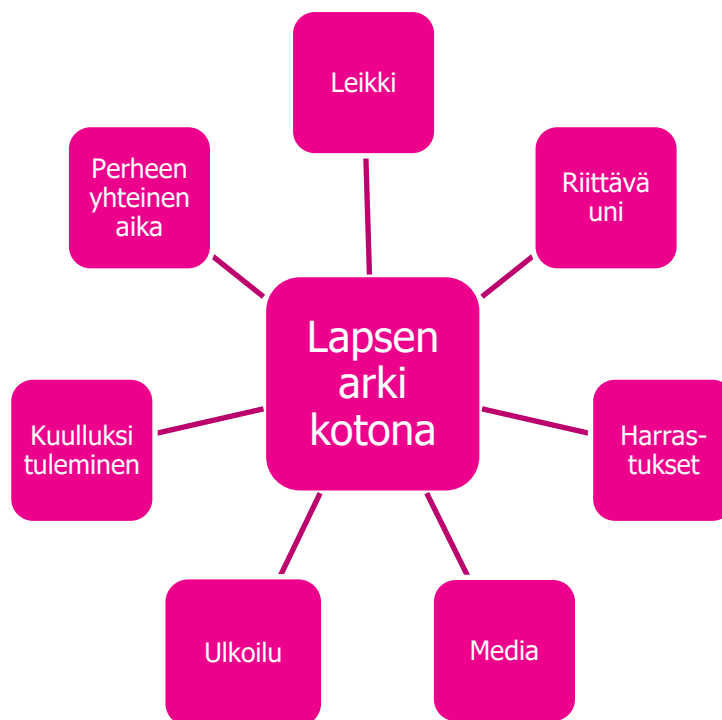 Leikki
Perheen
yhteinen
aika
Riittävä
uni
Lapsen
arki
kotona
Kuulluksi
tuleminen
Harras-
tukset
Ulkoilu
Media